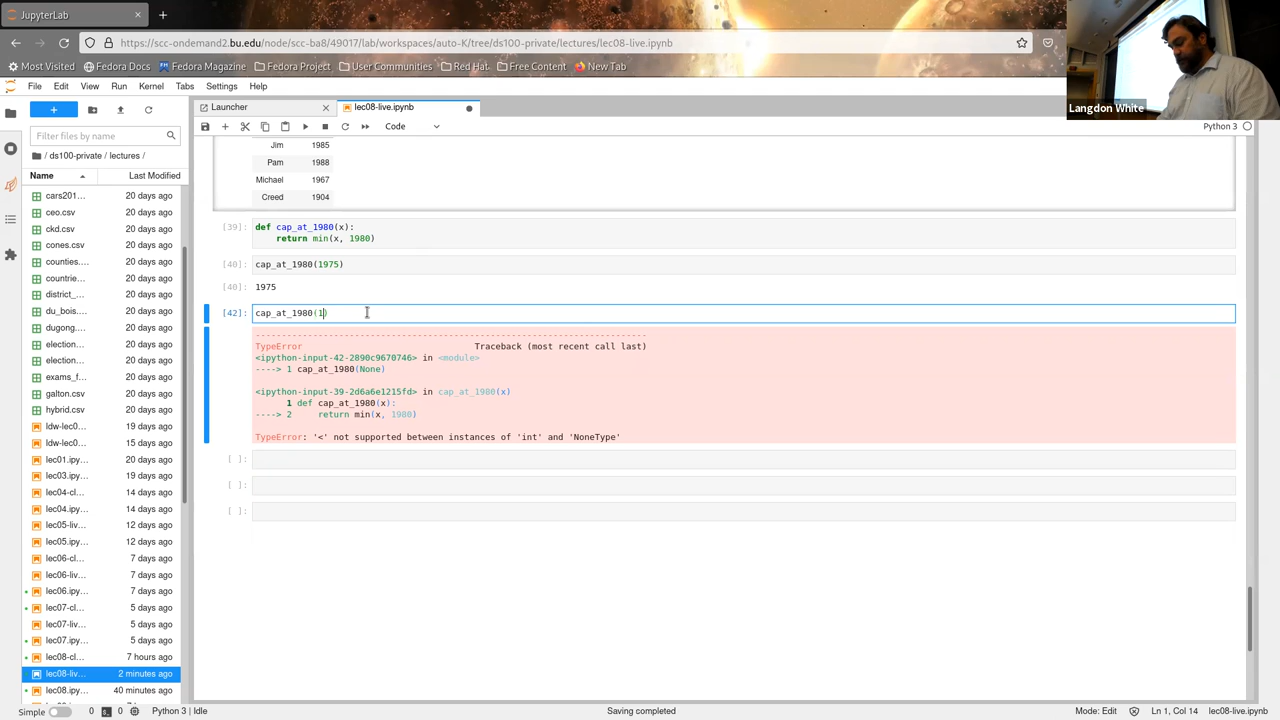 JupyterLab
https://scc-ondemand2.bu.edu/node/scc-ba8/49017/lab/workspaces/auto-K/tree/ds100-private/lectures/lec08-live.ipynb
Most Visited
Fedora Docs
Fedora Magazine
Fedora Project
User Communities
Red Hat
Free Content
New Tab
Langdon White
File Edit View Run Kernel Tabs Settings Help
Launcher
lec08-live.ipynb
Code
Python 3
Filter files by name
/ ds100-private / lectures /
Name Last Modified
cars201… 20 days ago
ceo.csv 20 days ago
ckd.csv 20 days ago
cones.csv 20 days ago
counties.… 20 days ago
countrie… 20 days ago
district_… 20 days ago
du_bois.… 20 days ago
dugong.… 20 days ago
election… 20 days ago
election… 20 days ago
exams_f… 20 days ago
galton.csv 20 days ago
hybrid.csv 20 days ago
ldw-lec0… 19 days ago
ldw-lec0… 15 days ago
lec01.ipy… 20 days ago
lec03.ipy… 19 days ago
lec04-cl… 14 days ago
lec04.ipy… 14 days ago
lec05-liv… 12 days ago
lec05.ipy… 12 days ago
lec06-cl… 7 days ago
lec06-liv… 7 days ago
lec06.ipy… 7 days ago
lec07-cl… 5 days ago
lec07-liv… 5 days ago
lec07.ipy… 5 days ago
lec08-cl… 7 hours ago
lec08-liv… 2 minutes ago
lec08.ipy… 40 minutes ago
Jim 1985
Pam 1988
Michael 1967
Creed 1904
[39]: def cap_at_1980(x):
return min(x, 1980)
[40]: cap_at_1980(1975)
[40]: 1975
[42]: cap_at_1980(1)
---------------------------------------------------------------------------
TypeError Traceback (most recent call last)
<ipython-input-42-2890c9670746> in <module>
----> 1 cap_at_1980(None)
<ipython-input-39-2d6a6e1215fd> in cap_at_1980(x)
1 def cap_at_1980(x):
----> 2 return min(x, 1980)
TypeError: '<' not supported between instances of 'int' and 'NoneType'
[ ]:
[ ]:
[ ]:
Simple 0 0 Python 3 | Idle Saving completed Mode: Edit Ln 1, Col 14 lec08-live.ipynb